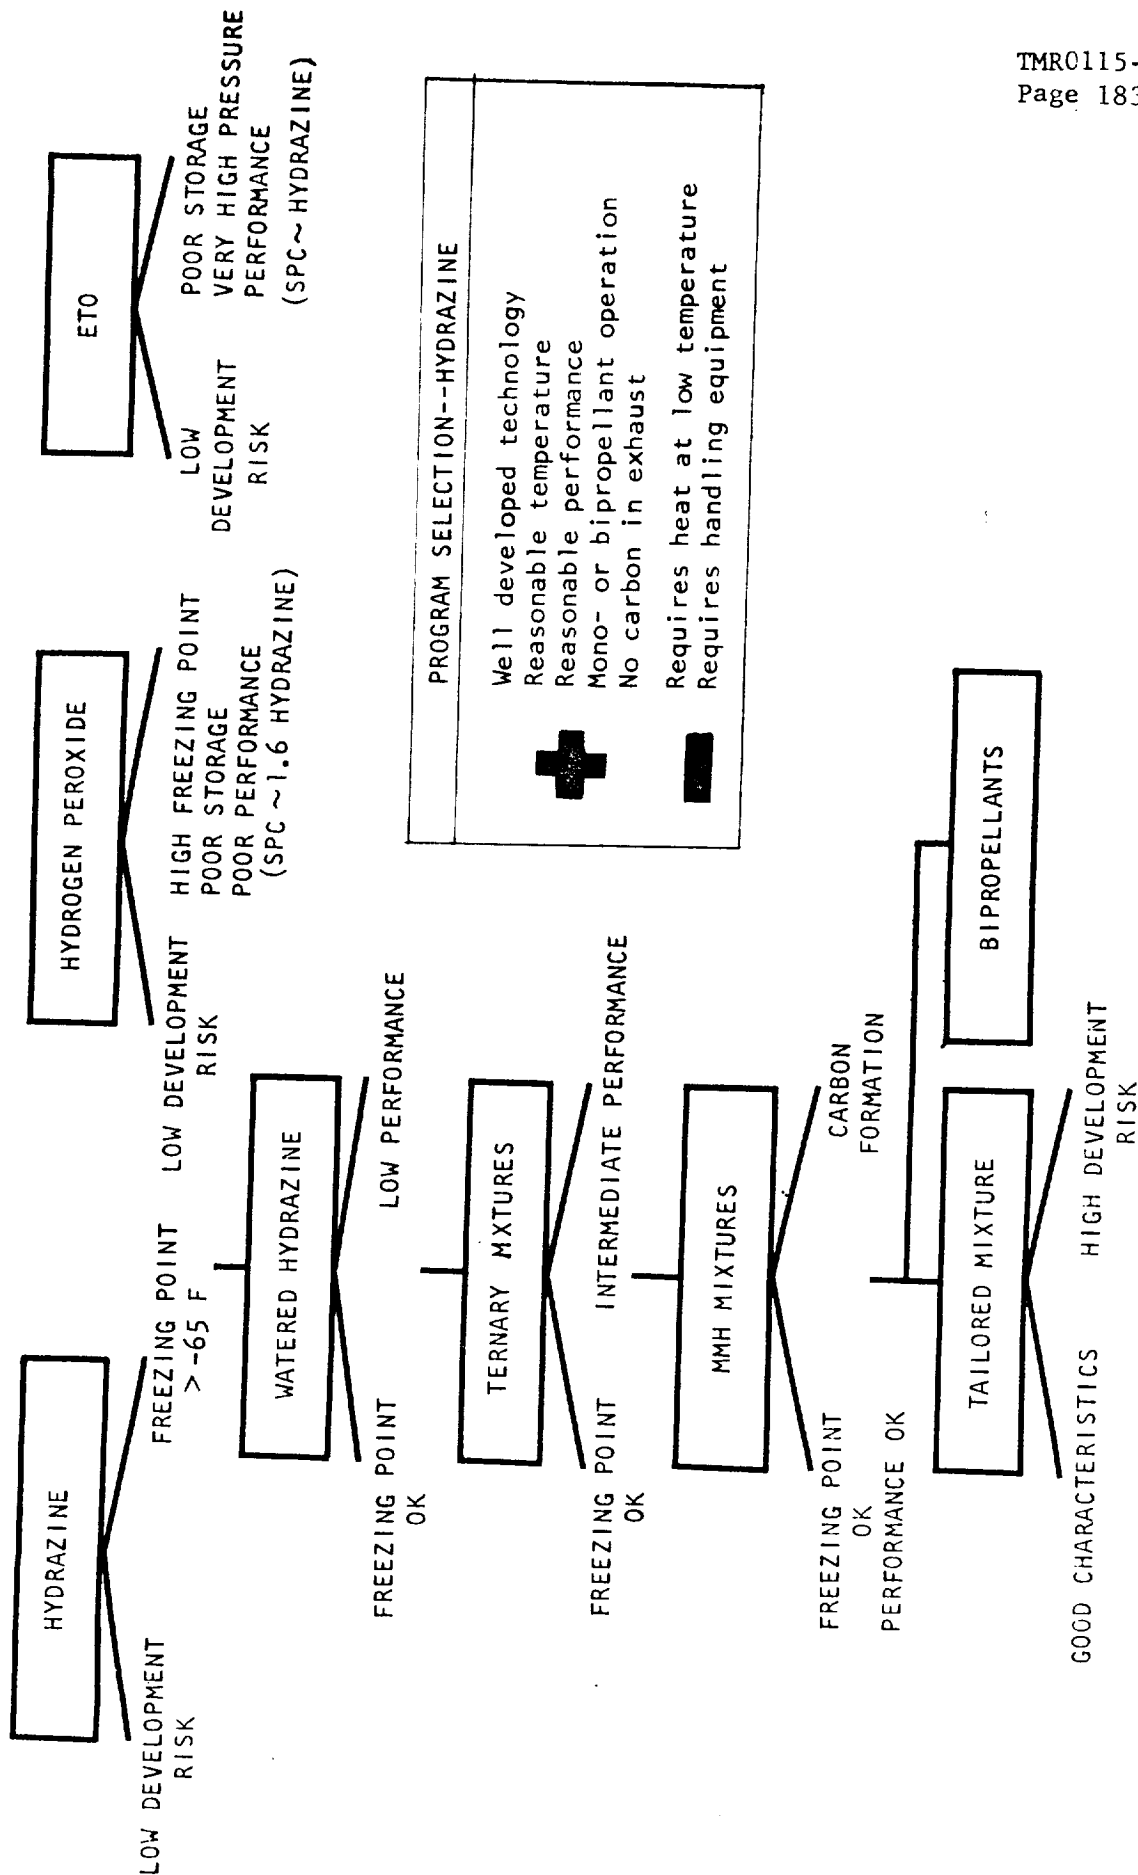 TMR0115-
Page 183
HYDRAZINE
LOW DEVELOPMENT
RISK
FREEZING POINT
> -65 F
HYDROGEN PEROXIDE
LOW DEVELOPMENT
RISK
HIGH FREEZING POINT
POOR STORAGE
POOR PERFORMANCE
(SPC ~1.6 HYDRAZINE)
ETO
LOW
DEVELOPMENT
RISK
POOR STORAGE
VERY HIGH PRESSURE
PERFORMANCE
(SPC~ HYDRAZINE)
WATERED HYDRAZINE
FREEZING POINT
OK
LOW PERFORMANCE
TERNARY MXTURES
FREEZING POINT
OK
INTERMEDIATE PERFORMANCE
MMH MIXTURES
FREEZING POINT
OK
PERFORMANCE OK
CARBON
FORMATION
TAILORED MIXTURE
GOOD CHARACTERISTICS
HIGH DEVELOPMENT
RISK
BIPROPELLANTS
PROGRAM SELECTION--HYDRAZINE
Well developed technology
Reasonable temperature
Reasonable performance
Mono- or bipropellant operation
No carbon in exhaust
Requires heat at low temperature
Requires handling equipment